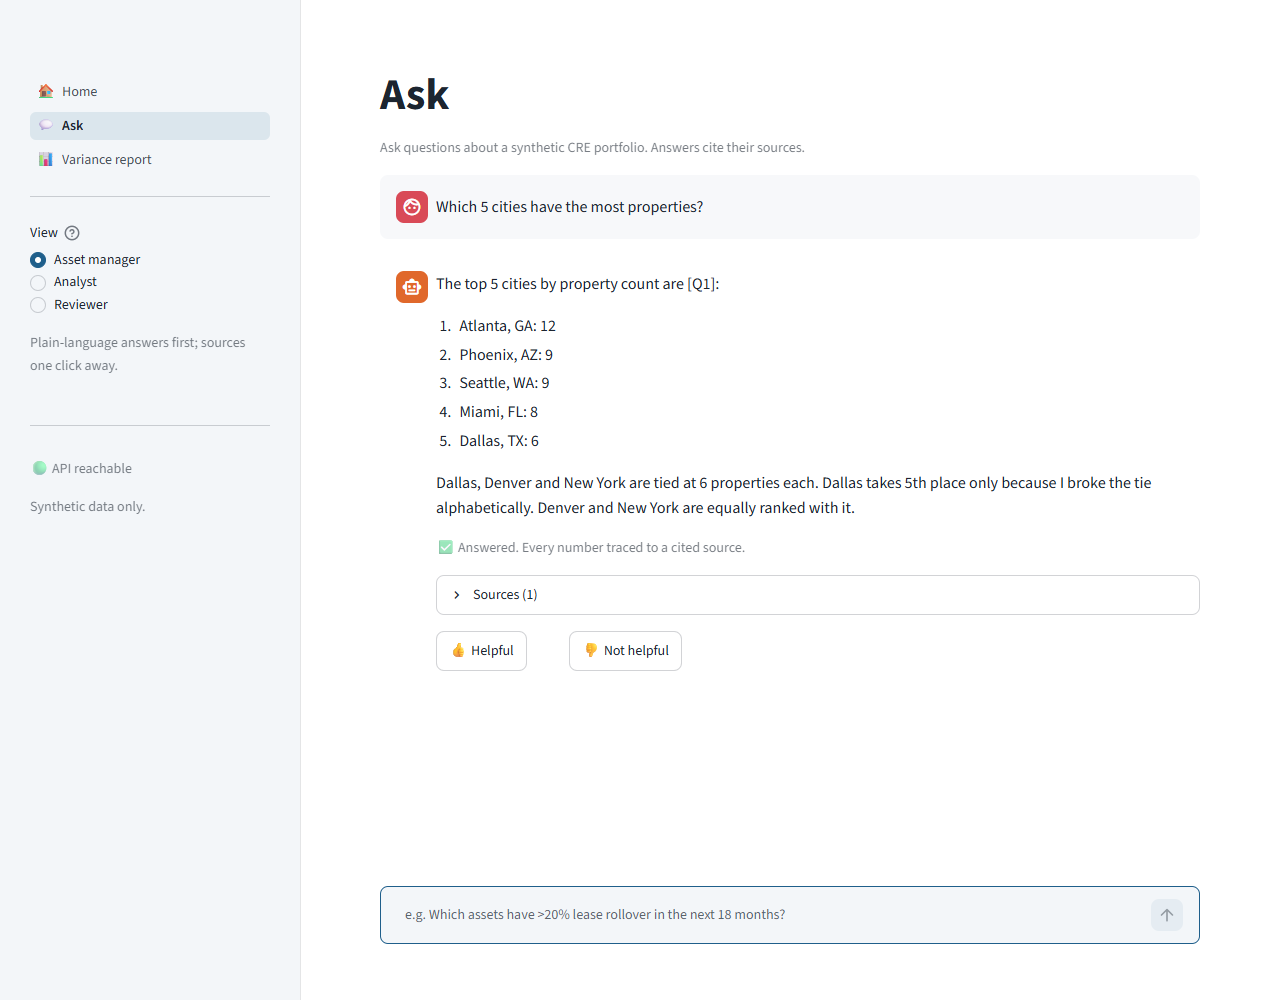 Home
Ask
Variance report
View
Asset manager
Analyst
Reviewer
Plain-language answers first; sources
one click away.
API reachable
Synthetic data only.
Ask
Ask questions about a synthetic CRE portfolio. Answers cite their sources.
Which 5 cities have the most properties?
The top 5 cities by property count are [Q1]:
1. Atlanta, GA: 12
2. Phoenix, AZ: 9
3. Seattle, WA: 9
4. Miami, FL: 8
5. Dallas, TX: 6
Dallas, Denver and New York are tied at 6 properties each. Dallas takes 5th place only because I broke the tie
alphabetically. Denver and New York are equally ranked with it.
Answered. Every number traced to a cited source.
Sources (1)
Helpful
Not helpful
e.g. Which assets have >20% lease rollover in the next 18 months?